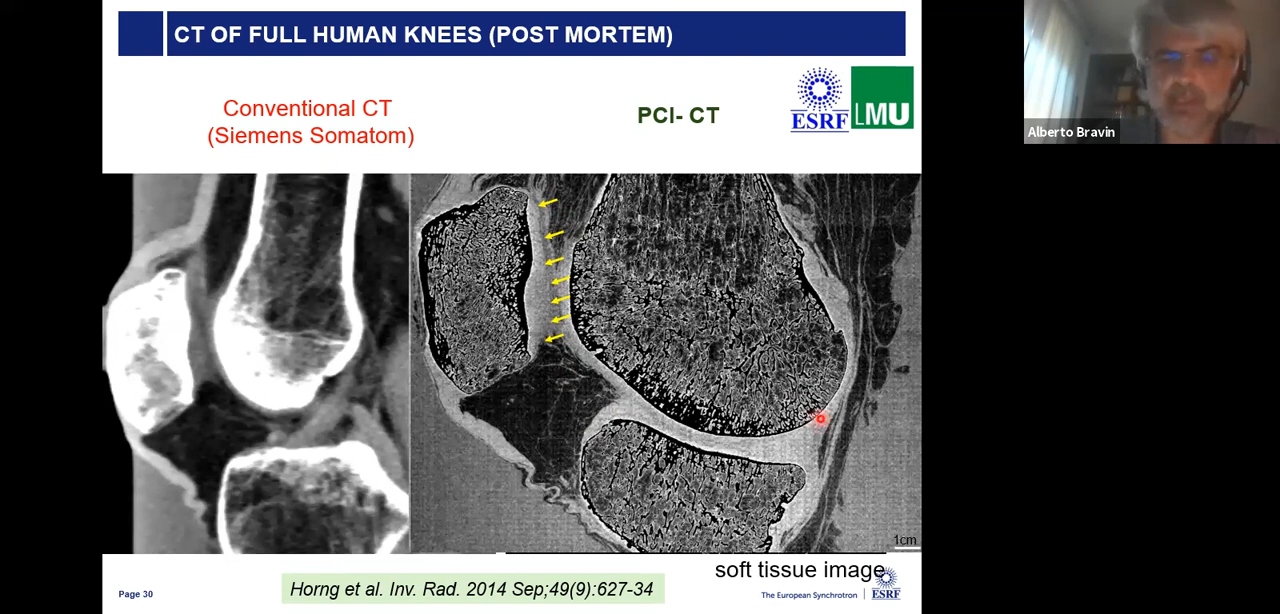 CT OF FULL HUMAN KNEES (POST MORTEM)
Conventional CT
(Siemens Somatom)
PCI- CT
ESRF
LMU
Alberto Bravin
1cm
soft tissue image
Page 30
Horng et al. Inv. Rad. 2014 Sep;49(9):627-34
The European Synchrotron
ESRF